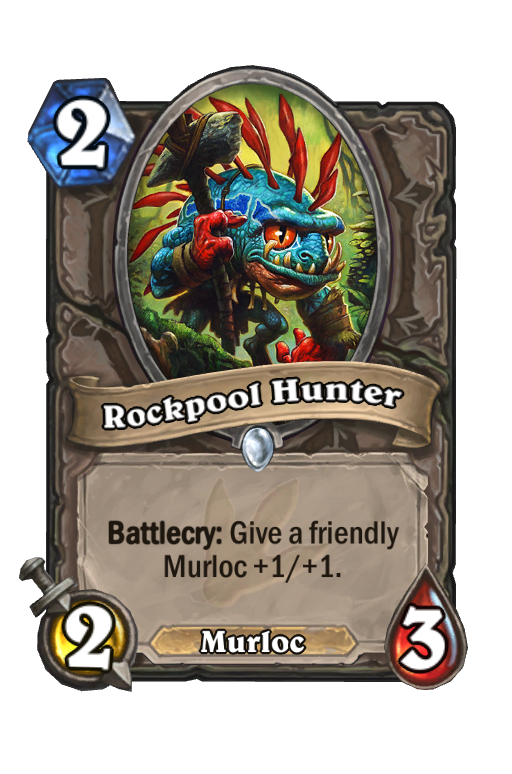 2
Rockpool Hunter
Battlecry: Give a friendly
Murloc +1/+1.
2
Murloc
3